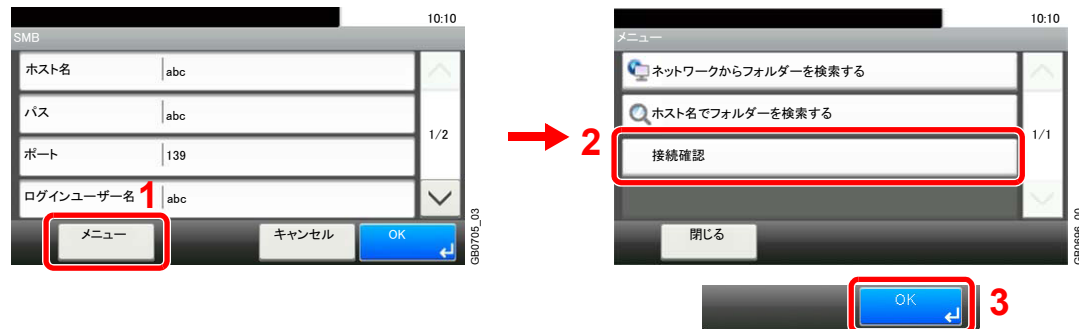 10:10
SMB
ホスト名 abc
パス abc
1/2
ポート 139
ログインユーザー名 abc
1
メニュー キャンセル OK
GB0705_03
2
10:10
メニュー
ネットワークからフォルダーを検索する
ホスト名でフォルダーを検索する
1/1
接続確認
閉じる
GB0696_00
OK
3